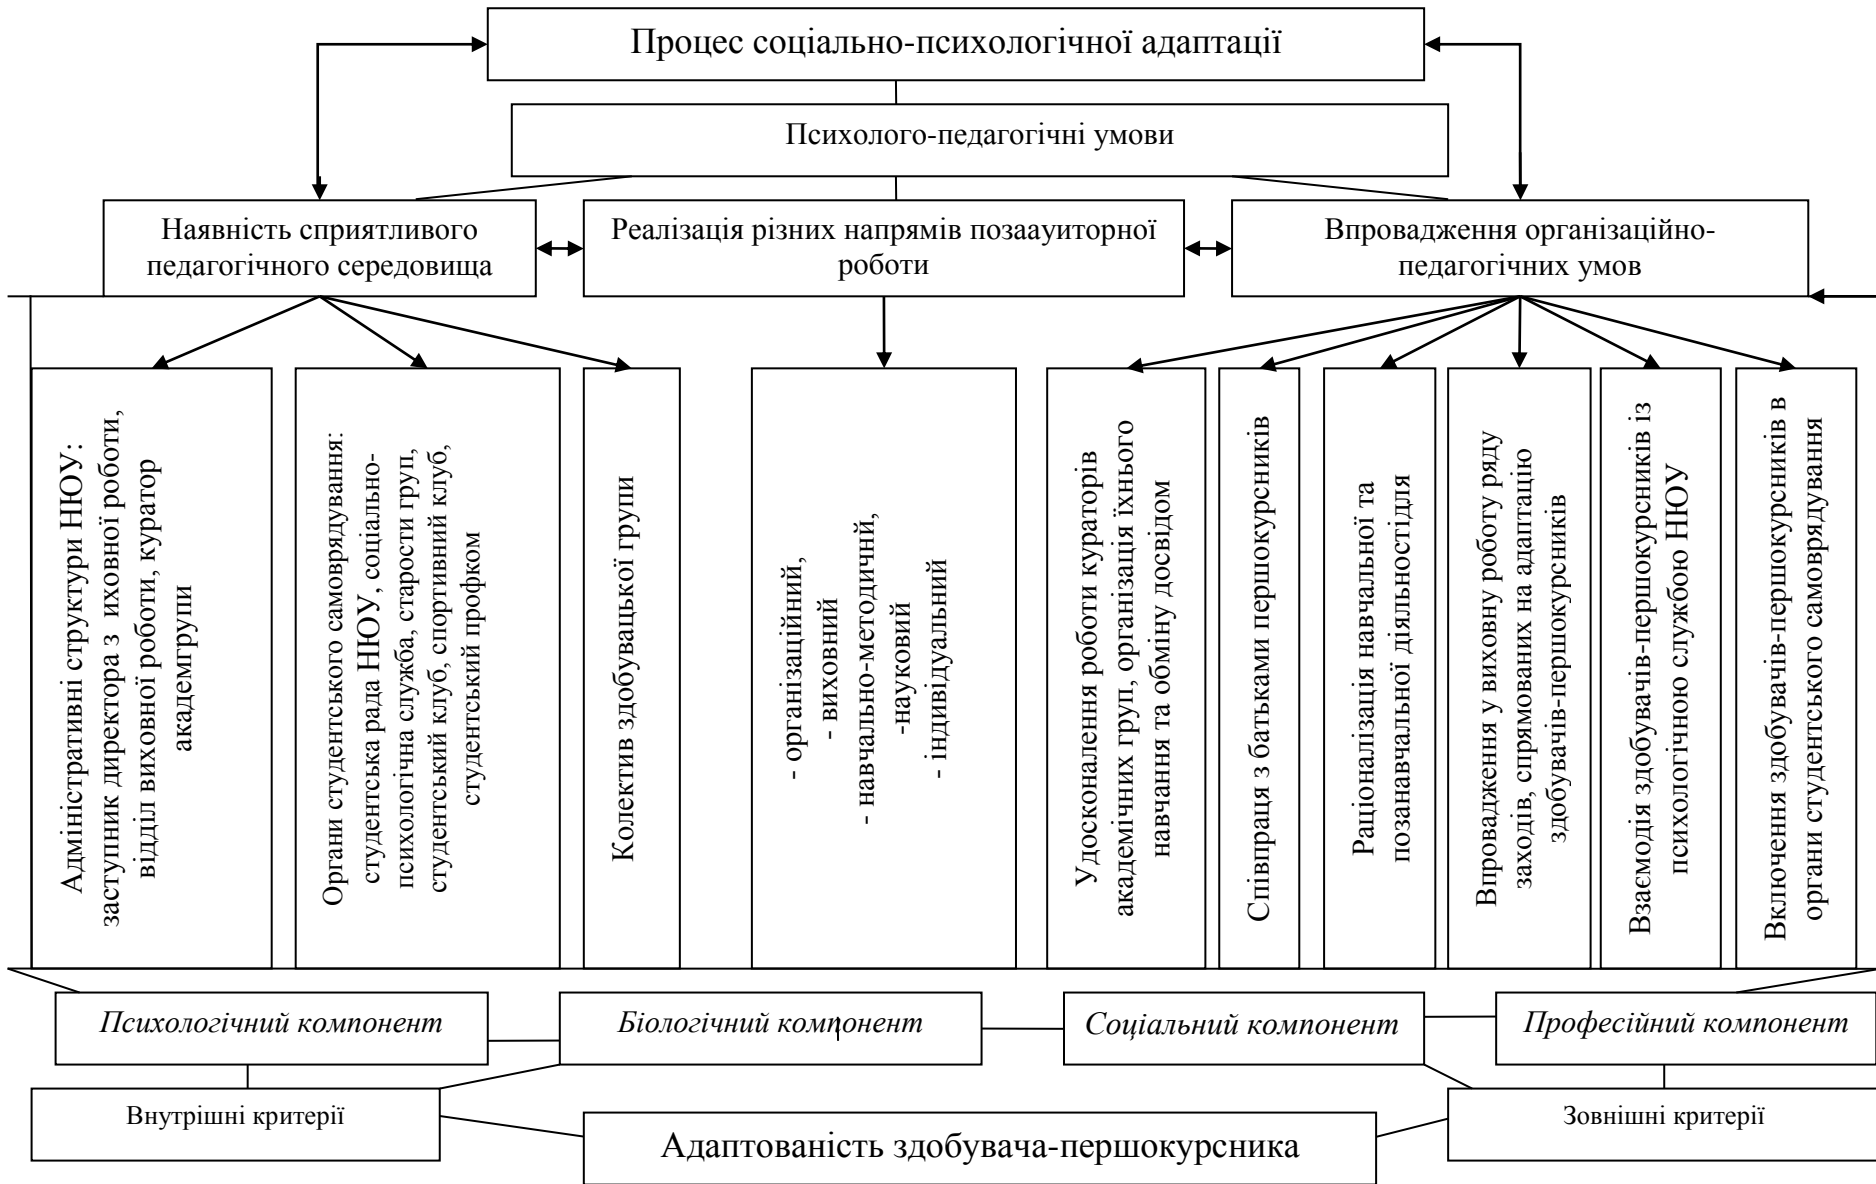 Процес соціально-психологічної адаптації
Психолого-педагогічні умови
Наявність сприятливого
педагогічного середовища
Реалізація різних напрямів позаауиторної
роботи
Впровадження організаційно-
педагогічних умов
Адміністративні структури НЮУ:
заступник директора з  иховної роботи,
відділ виховної роботи, куратор
академгрупи
Органи студентського самоврядування:
студентська рада НЮУ, соціально-
психологічна служба, старости груп,
студентський клуб, спортивний клуб,
студентський профком
Колектив здобувацької групи
- організаційний,
- виховний
- навчально-методичнй,
-науковий
- індивідуальний
Удосконалення роботи кураторів
академічних груп, організація їхнього
навчання та обміну досвідом
Співпраця з батьками першокурсників
Раціоналізація навчальної та
позанавчальної діяльностідля
Впровадження у виховну роботу ряду
заходів, спрямованих на адаптацію
здобувачів-першокурсників
Взаємодія здобувачів-першокурсників із
психологічною службою НЮУ
Включення здобувачів-першокурсників в
органи студентського самоврядування
Психологічний компонент
Біологічний компонент
Соціальний компонент
Професійний компонент
Внутрішні критерії
Зовнішні критерії
Адаптованість здобувача-першокурсника